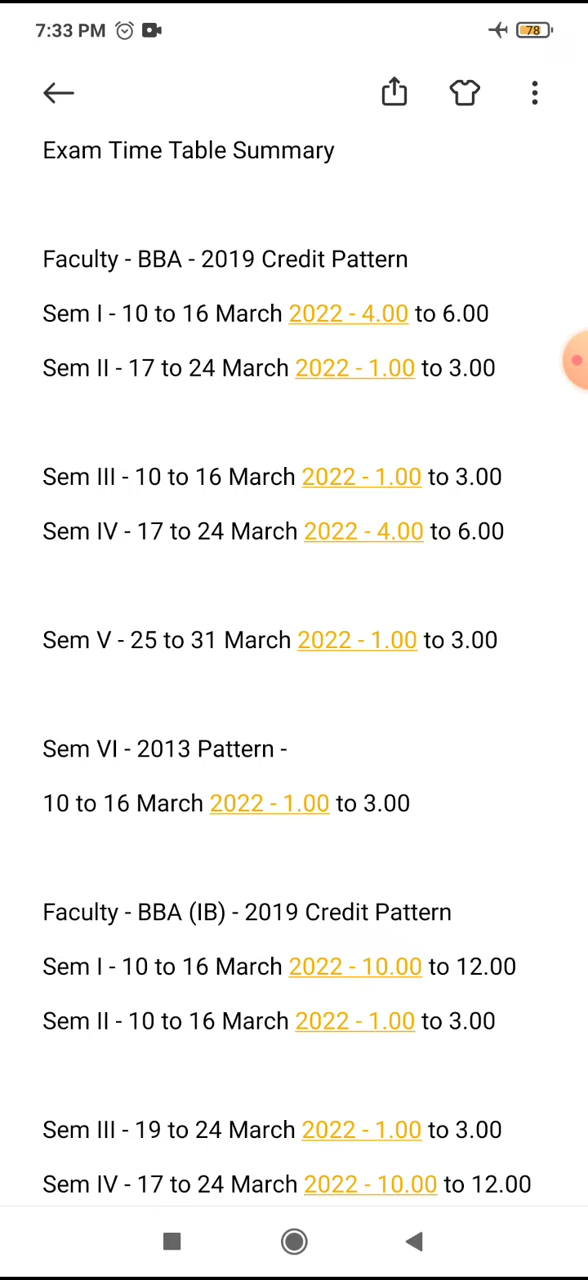 7:33 PM
78
Exam Time Table Summary
Faculty - BBA - 2019 Credit Pattern
Sem I - 10 to 16 March 2022 - 4.00 to 6.00
Sem II - 17 to 24 March 2022 - 1.00 to 3.00
Sem III - 10 to 16 March 2022 - 1.00 to 3.00
Sem IV - 17 to 24 March 2022 - 4.00 to 6.00
Sem V - 25 to 31 March 2022 - 1.00 to 3.00
Sem VI - 2013 Pattern -
10 to 16 March 2022 - 1.00 to 3.00
Faculty - BBA (IB) - 2019 Credit Pattern
Sem I - 10 to 16 March 2022 - 10.00 to 12.00
Sem II - 10 to 16 March 2022 - 1.00 to 3.00
Sem III - 19 to 24 March 2022 - 1.00 to 3.00
Sem IV - 17 to 24 March 2022 - 10.00 to 12.00